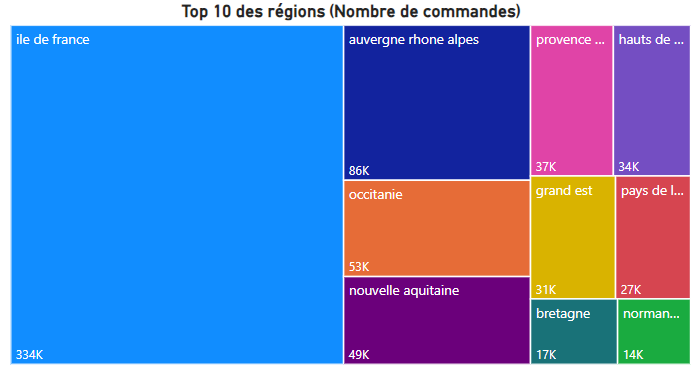 Top 10 des régions (Nombre de commandes)
ile de france
334K
auvergne rhone alpes
86K
occitanie
53K
nouvelle aquitaine
49K
provence ...
37K
hauts de ...
34K
grand est
31K
pays de l...
27K
bretagne
17K
norman...
14K